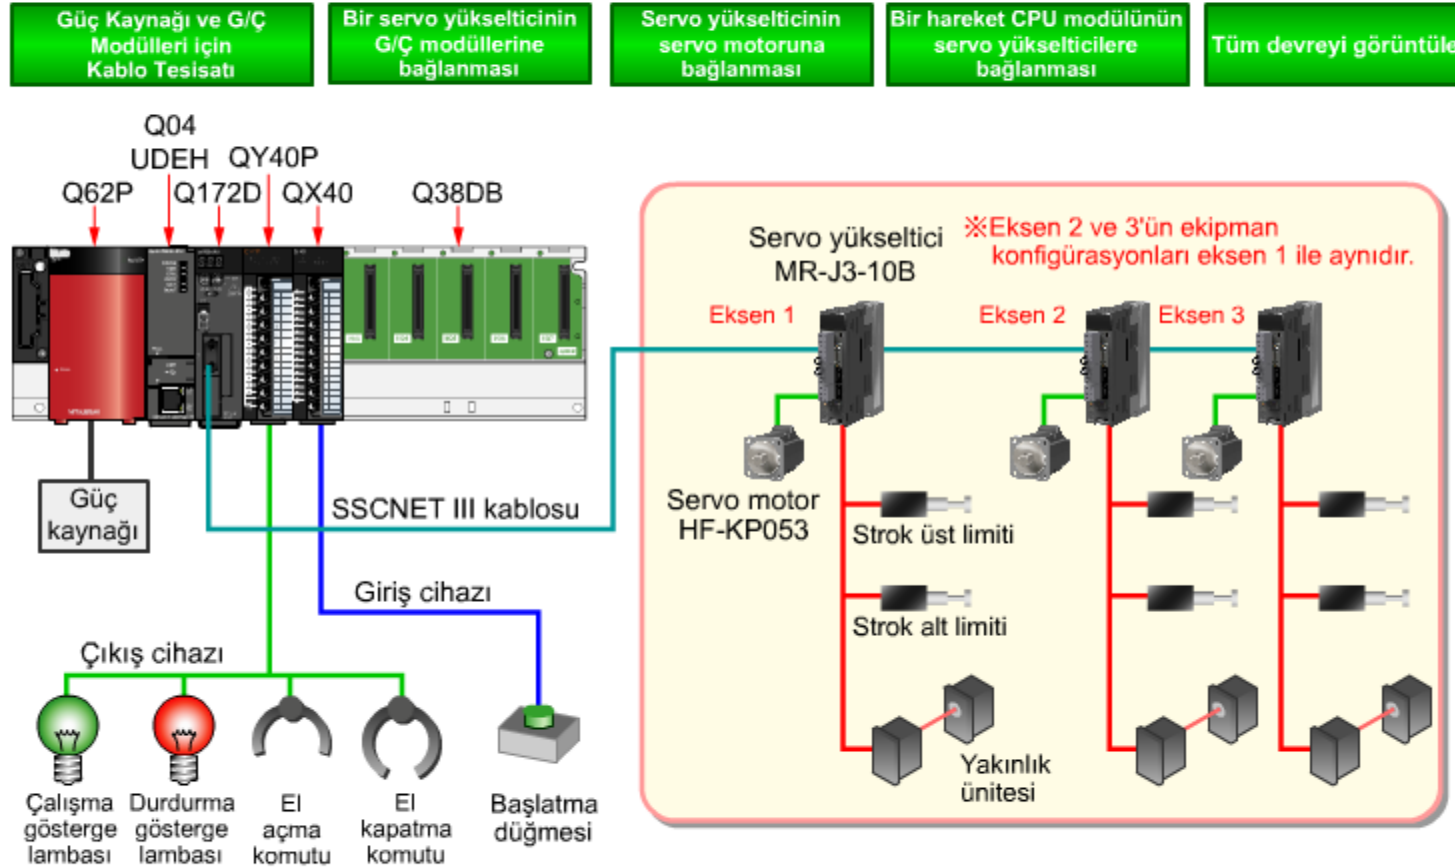 Güç Kaynağı ve G/Ç
Modülleri için
Kablo Tesisatı
Bir servo yükselticinin
G/Ç modüllerine
bağlanması
Servo yükselticinin
servo motoruna
bağlanması
Bir hareket CPU modülünün
servo yükselticilere
bağlanması
Tüm devreyi görüntüle
Q04
UDEH
QY40P
Q62P
Q172D
QX40
Q38DB
Servo yükseltici
MR-J3-10B
※Eksen 2 ve 3'ün ekipman
konfigürasyonları eksen 1 ile aynıdır.
Eksen 1
Eksen 2
Eksen 3
Güç
kaynağı
SSCNET III kablosu
Servo motor
HF-KP053
Strok üst limiti
Giriş cihazı
Strok alt limiti
Çıkış cihazı
Yakınlık
ünitesi
Çalışma
gösterge
lambası
Durdurma
gösterge
lambası
El
açma
komutu
El
kapatma
komutu
Başlatma
düğmesi